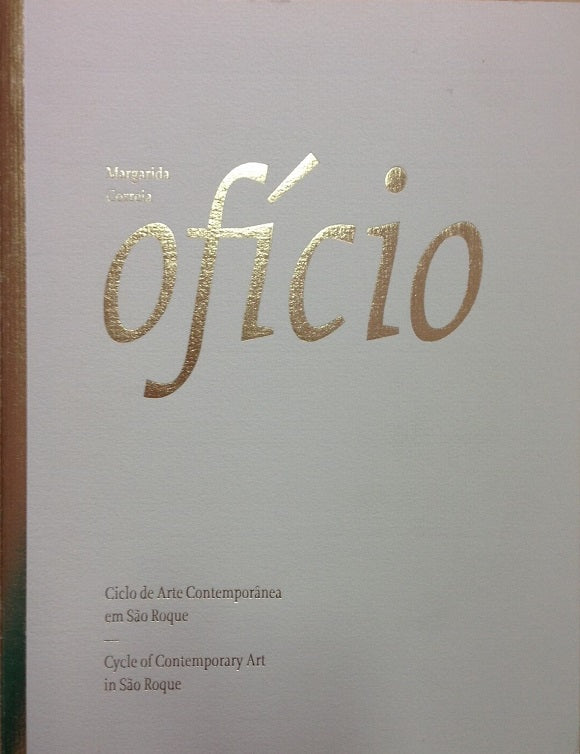 Margarida
Correia
ofício
Ciclo de Arte Contemporânea
em São Roque
—
Cycle of Contemporary Art
in São Roque